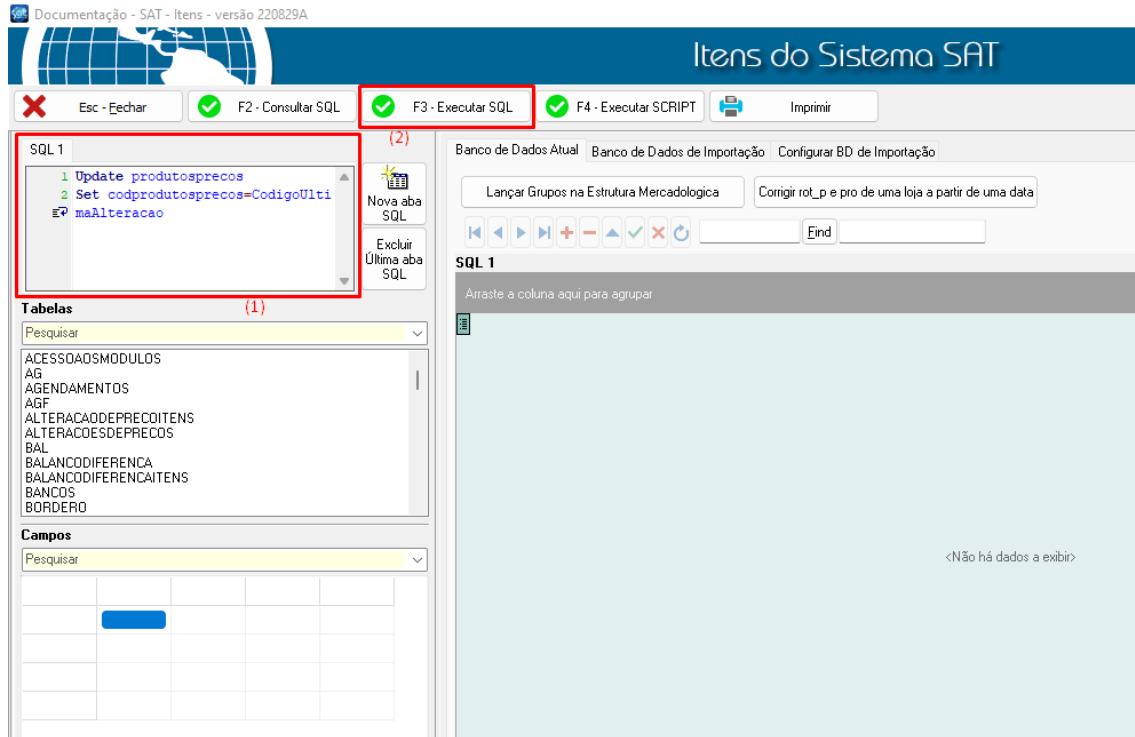 Documentação - SAT - Itens - versão 220829A
Itens do Sistema SAT
Esc - Fechar
F2 - Consultar SQL
F3 - Executar SQL
F4 - Executar SCRIPT
Imprimir
(2)
SQL 1
1 Update produtosprecos
2 Set codprodutosprecos=CodigoUlti
maAlteracao
Nova aba
SQL
Excluir
Última aba
SQL
(1)
Tabelas
Pesquisar
ACESSOAOSMODULOS
AG
AGENDAMENTOS
AGF
ALTERACAODEPRECOITENS
ALTERACOESDEPRECOS
BAL
BALANCODIFERENCA
BALANCODIFERENCAITENS
BANCOS
BORDERO
Campos
Pesquisar
Banco de Dados Atual
Banco de Dados de Importação
Configurar BD de Importação
Lançar Grupos na Estrutura Mercadologica
Corrigir rot_p e pro de uma loja a partir de uma data
Find
SQL 1
Arraste a coluna aqui para agrupar
<Não há dados a exibir>